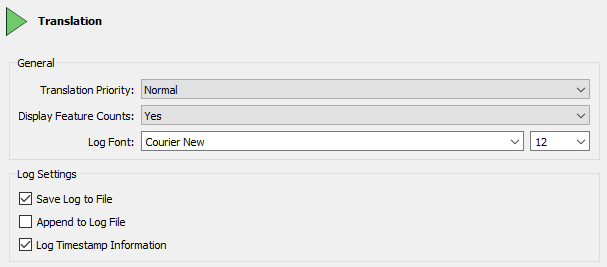 Translation
General
Translation Priority: Normal
Display Feature Counts: Yes
Log Font: Courier New 12
Log Settings
Save Log to File
Append to Log File
Log Timestamp Information